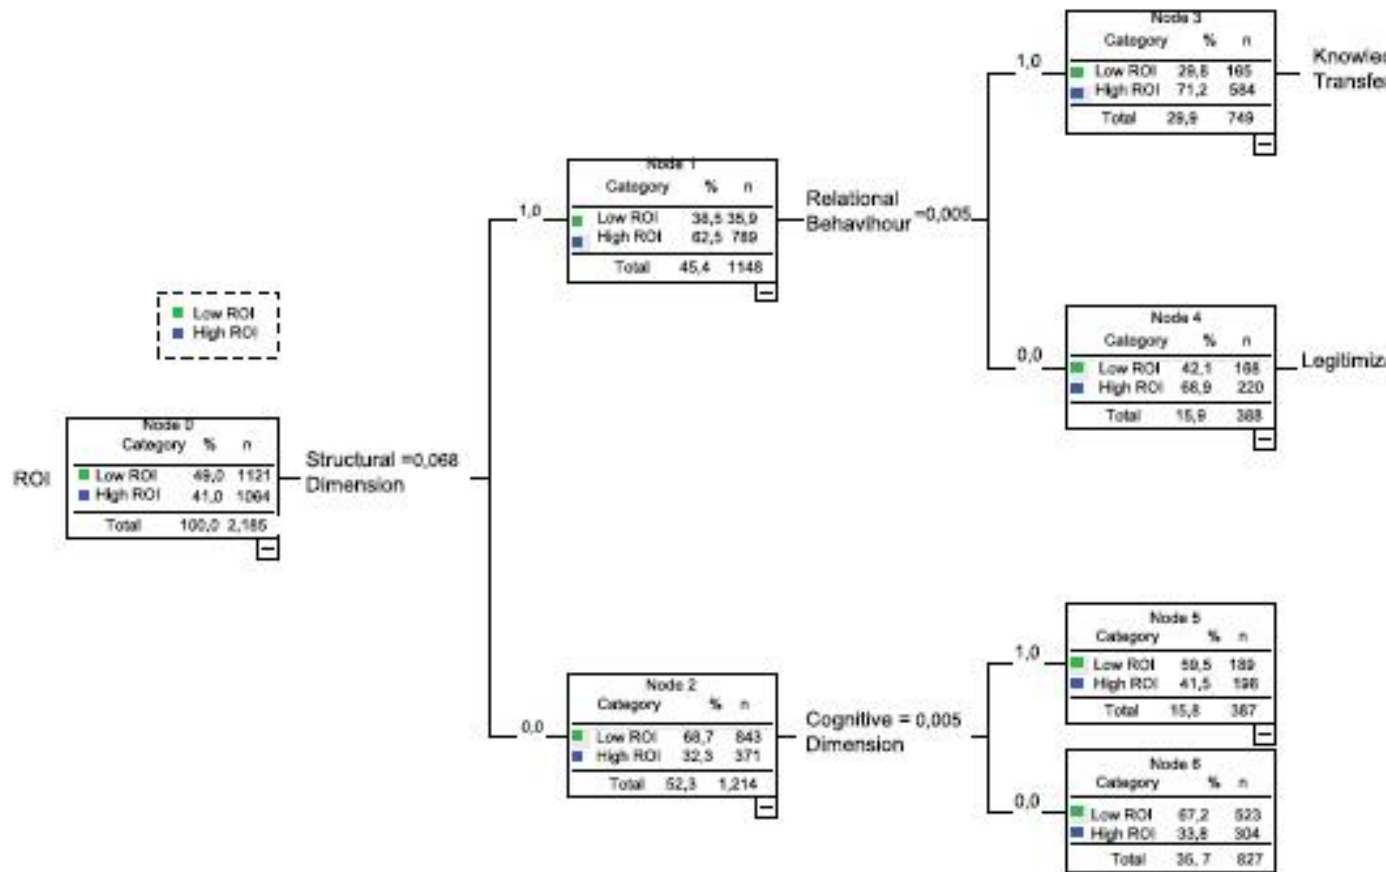 Node 3
Category % n
Low ROI 29,8 165
High ROI 71,2 584
Total 29,9 749
1,0
Knowled
Transfer
Node 1
Category % n
Low ROI 38,5 35,9
High ROI 62,5 789
Total 45,4 1148
1,0
Relational
Behavihour =0,005
Node 4
Category % n
Low ROI 42,1 168
High ROI 68,9 220
Total 15,9 388
0,0
Legitimiza
Low ROI
High ROI
ROI
Node 0
Category % n
Low ROI 49,0 1121
High ROI 41,0 1064
Total 100,0 2,185
Structural =0,068
Dimension
Node 2
Category % n
Low ROI 68,7 843
High ROI 32,3 371
Total 52,3 1,214
0,0
Cognitive = 0,005
Dimension
Node 5
Category % n
Low ROI 59,5 189
High ROI 41,5 198
Total 15,8 387
1,0
Node 6
Category % n
Low ROI 67,2 523
High ROI 33,8 304
Total 36,7 827
0,0